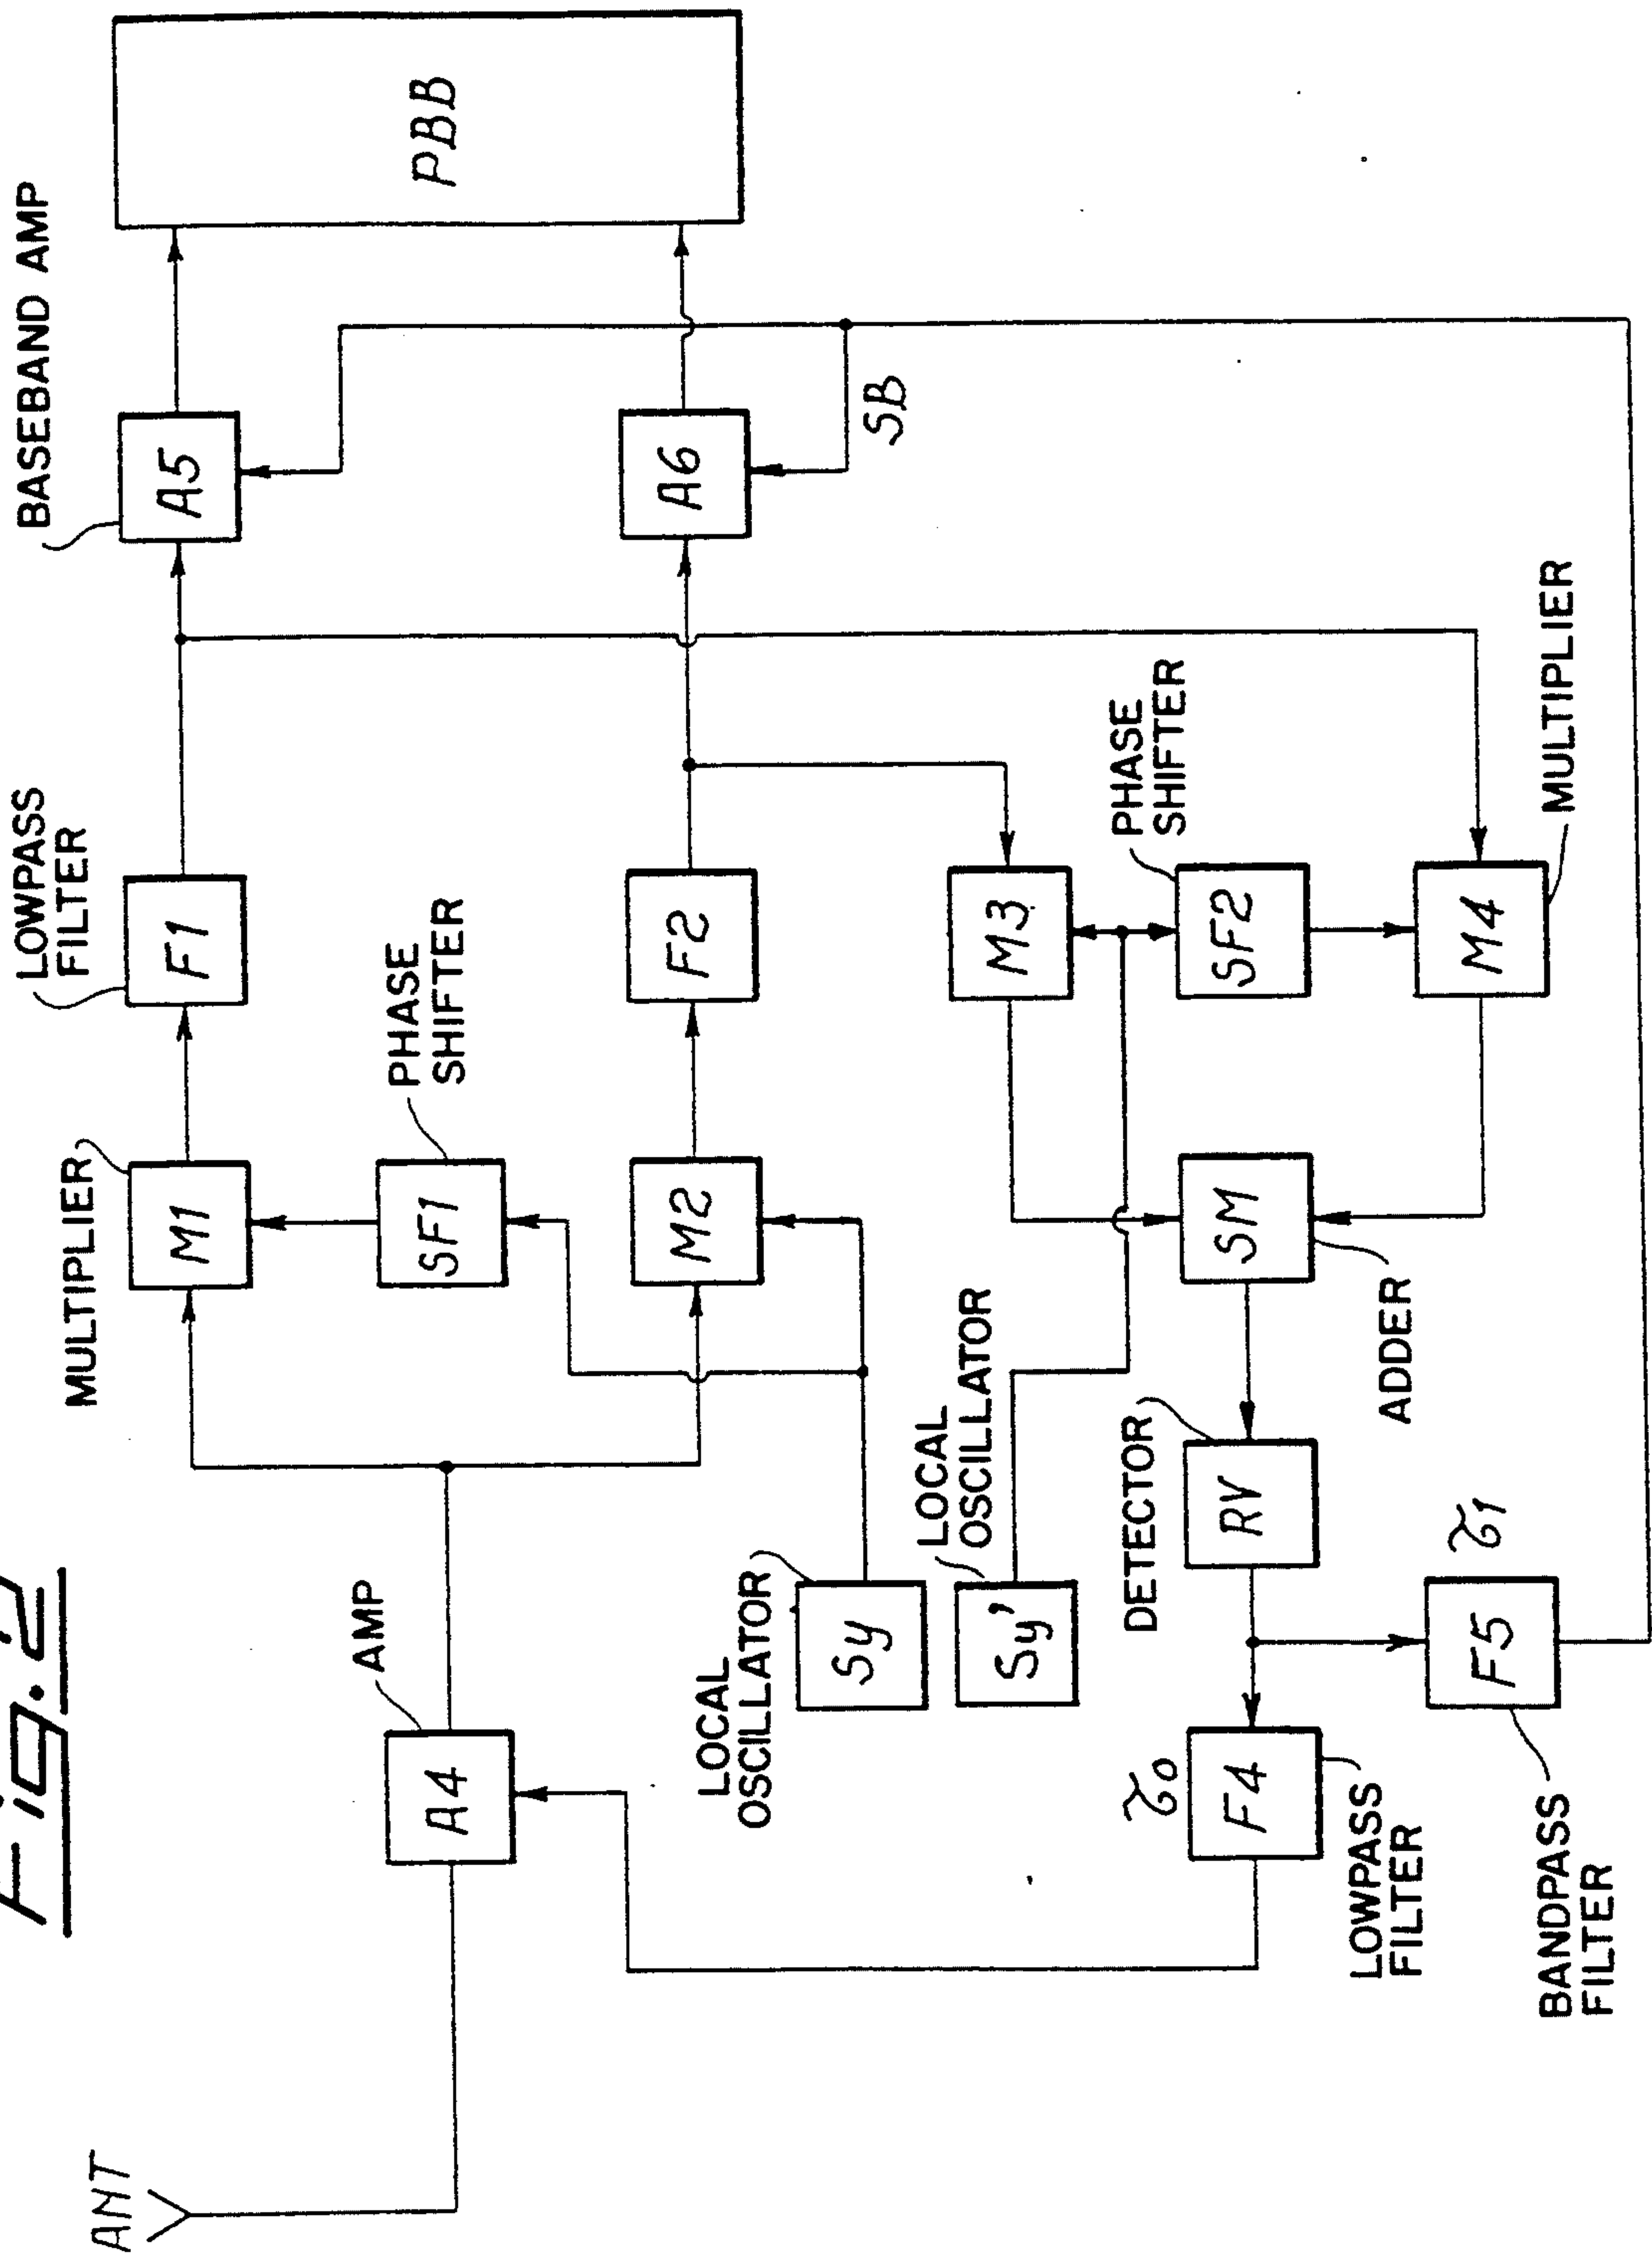 Fig. 2
ANT
AMP
A4
MULTIPLIER
M1
LOWPASS
FILTER
F1
BASEBAND AMP
A5
PBB
PHASE
SHIFTER
SF1
M2
F2
A6
SB
LOCAL
OSCILLATOR
Sy
LOCAL
OSCILLATOR
Sy'
M3
PHASE
SHIFTER
SF2
MULTIPLIER
M4
SM
ADDER
DETECTOR
RV
τ0
F4
LOWPASS
FILTER
τ1
F5
BANDPASS
FILTER